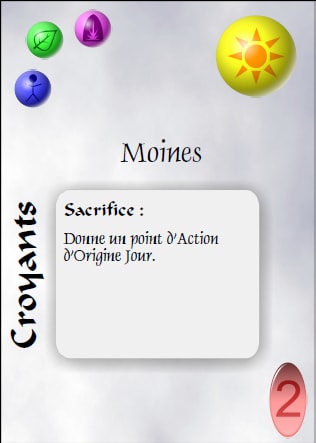 Moines
Croyants
Sacrifice :
Donne un point d'Action
d'Origine Jour.
2